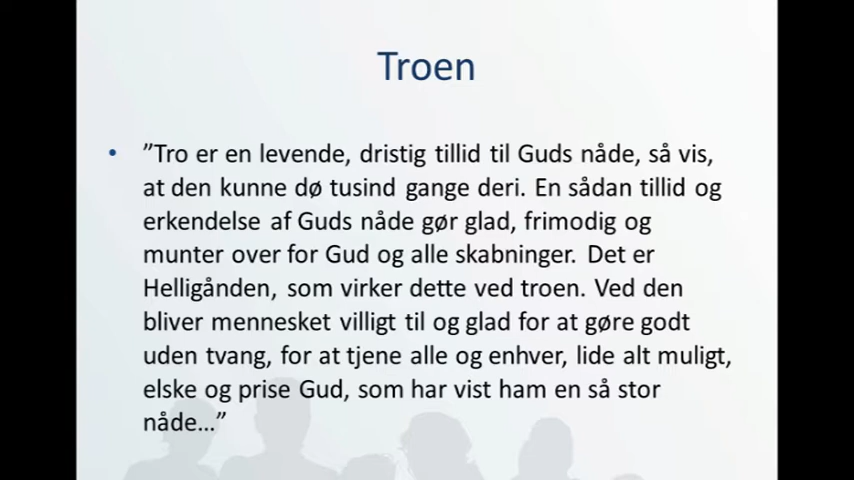 Troen
• ”Tro er en levende, dristig tillid til Guds nåde, så vis,
at den kunne dø tusind gange deri. En sådan tillid og
erkendelse af Guds nåde gør glad, frimodig og
munter over for Gud og alle skabninger. Det er
Helligånden, som virker dette ved troen. Ved den
bliver mennesket villigt til og glad for at gøre godt
uden tvang, for at tjene alle og enhver, lide alt muligt,
elske og prise Gud, som har vist ham en så stor
nåde…”